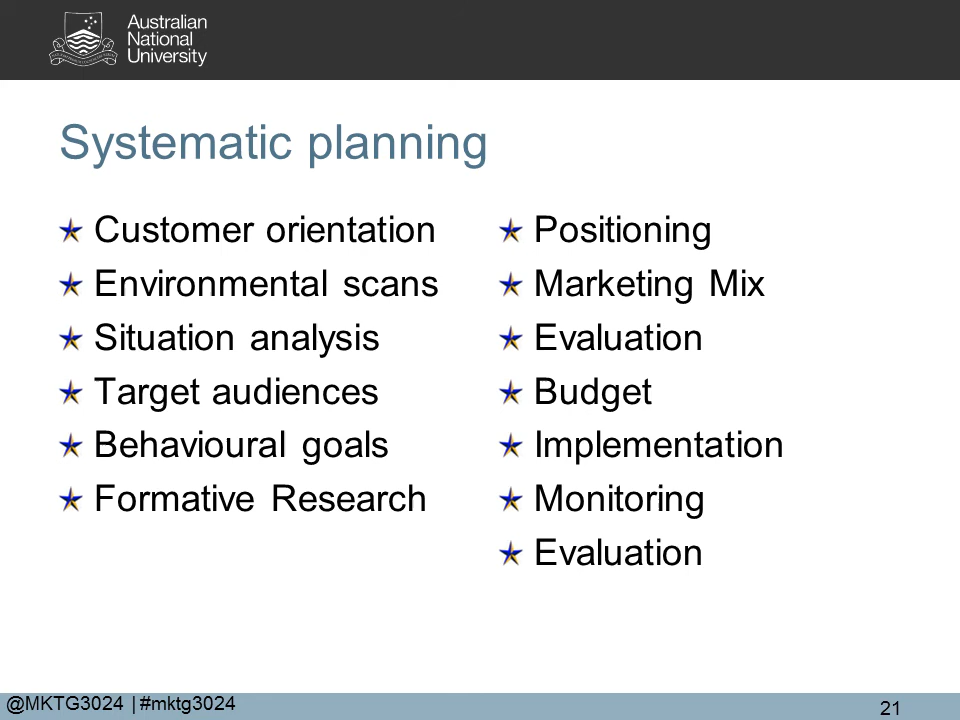 Australian
National
University
Systematic planning
Customer orientation
Environmental scans
Situation analysis
Target audiences
Behavioural goals
Formative Research
Positioning
Marketing Mix
Evaluation
Budget
Implementation
Monitoring
Evaluation
@MKTG3024 | #mktg3024
21